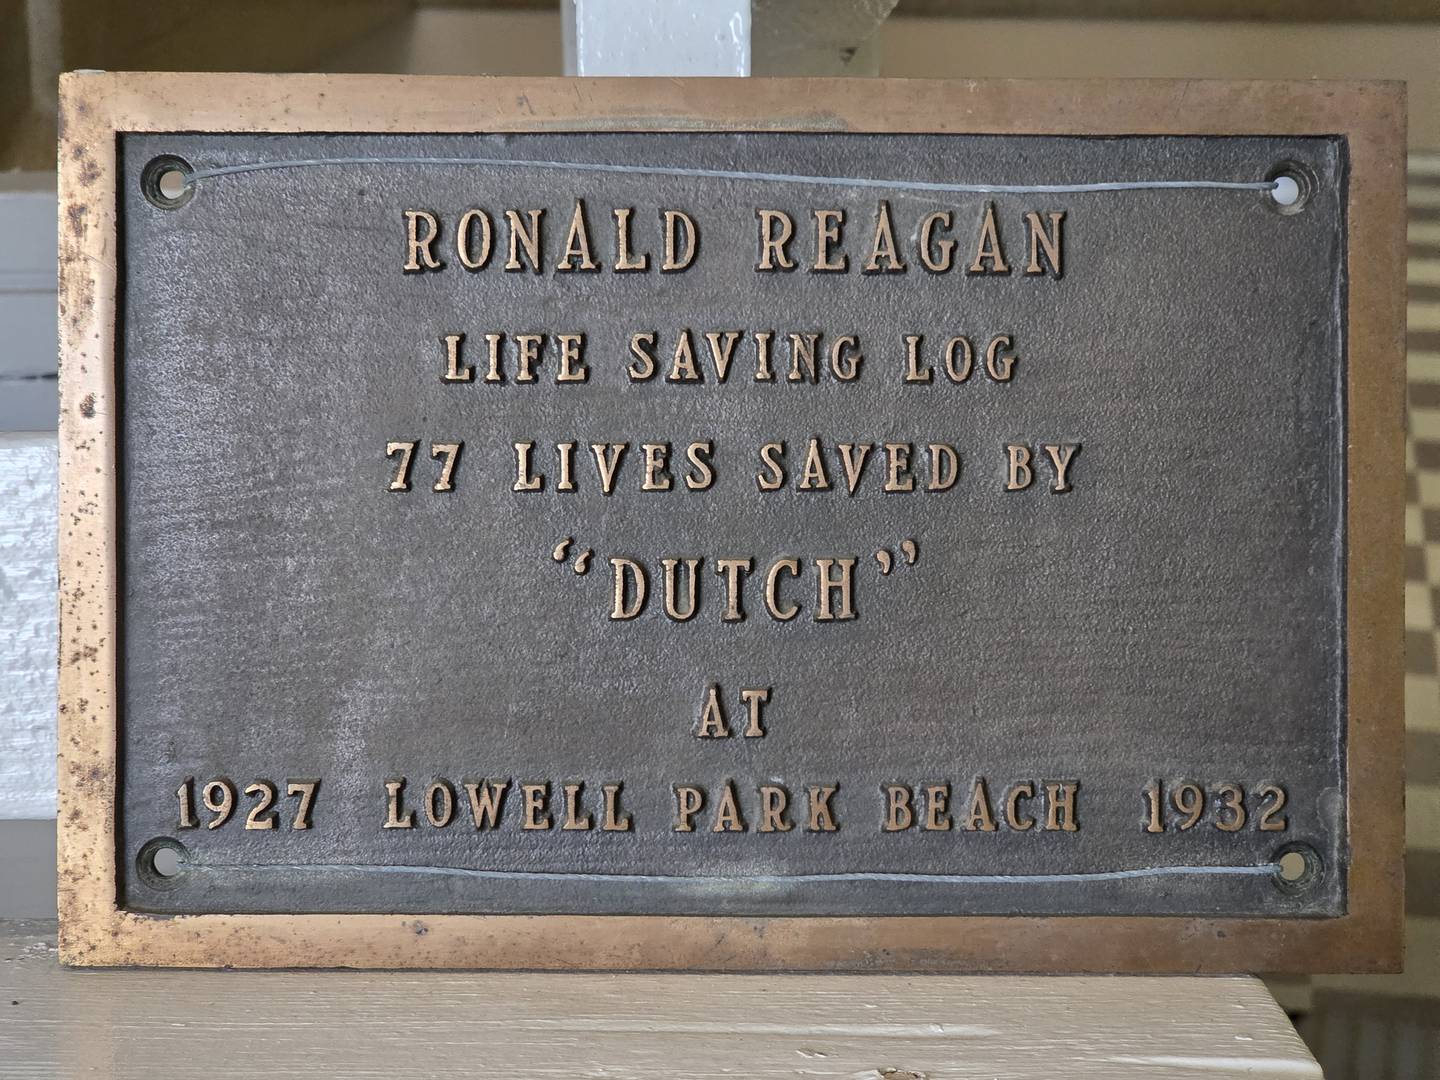 RONALD REAGAN
LIFE SAVING LOG
77 LIVES SAVED BY
“DUTCH”
AT
1927 LOWELL PARK BEACH 1932